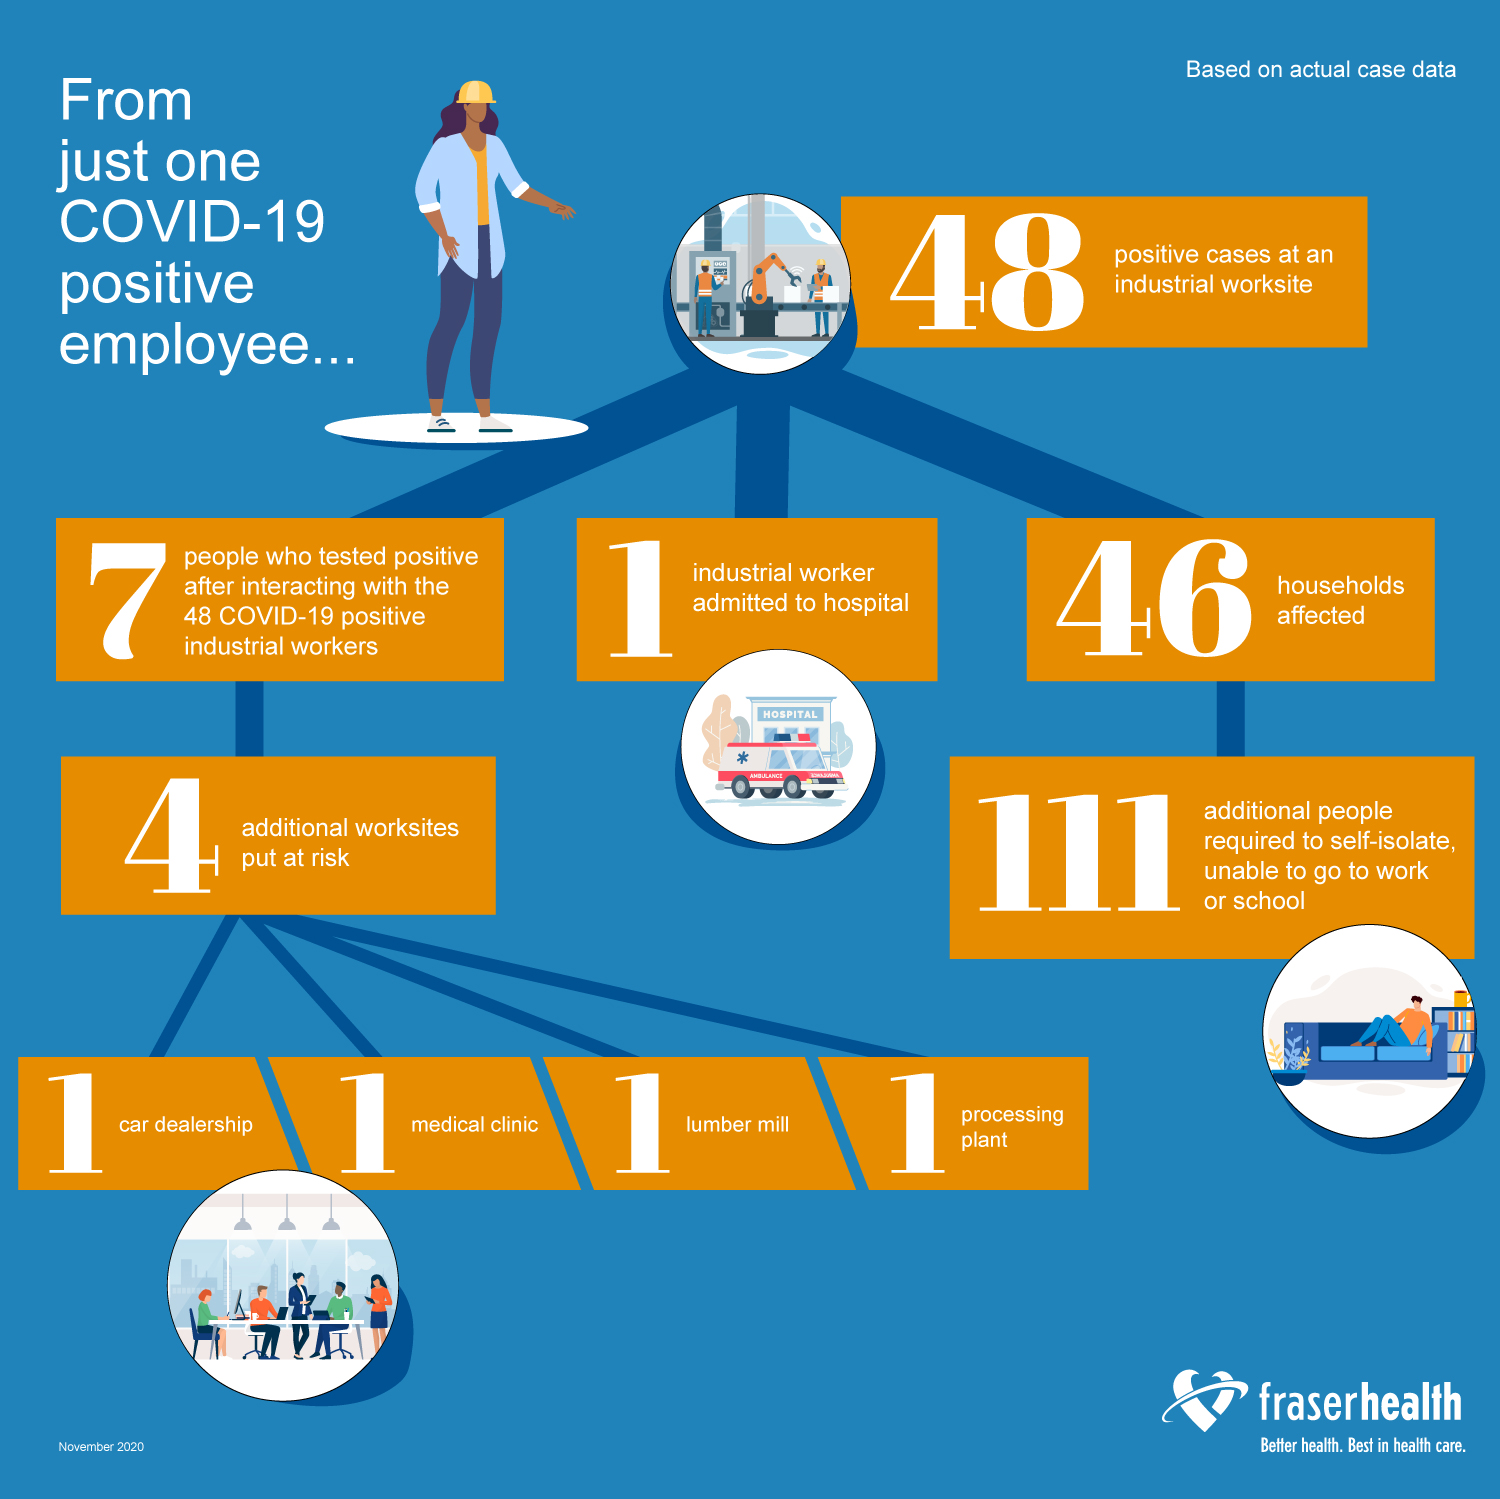 From
just one
COVID-19
positive
employee...
Based on actual case data
48
positive cases at an
industrial worksite
7
people who tested positive
after interacting with the
48 COVID-19 positive
industrial workers
1
industrial worker
admitted to hospital
HOSPITAL
AMBULANCE
46
households
affected
4
additional worksites
put at risk
111
additional people
required to self-isolate,
unable to go to work
or school
1
car dealership
1
medical clinic
1
lumber mill
1
processing
plant
November 2020
fraserhealth
Better health. Best in health care.